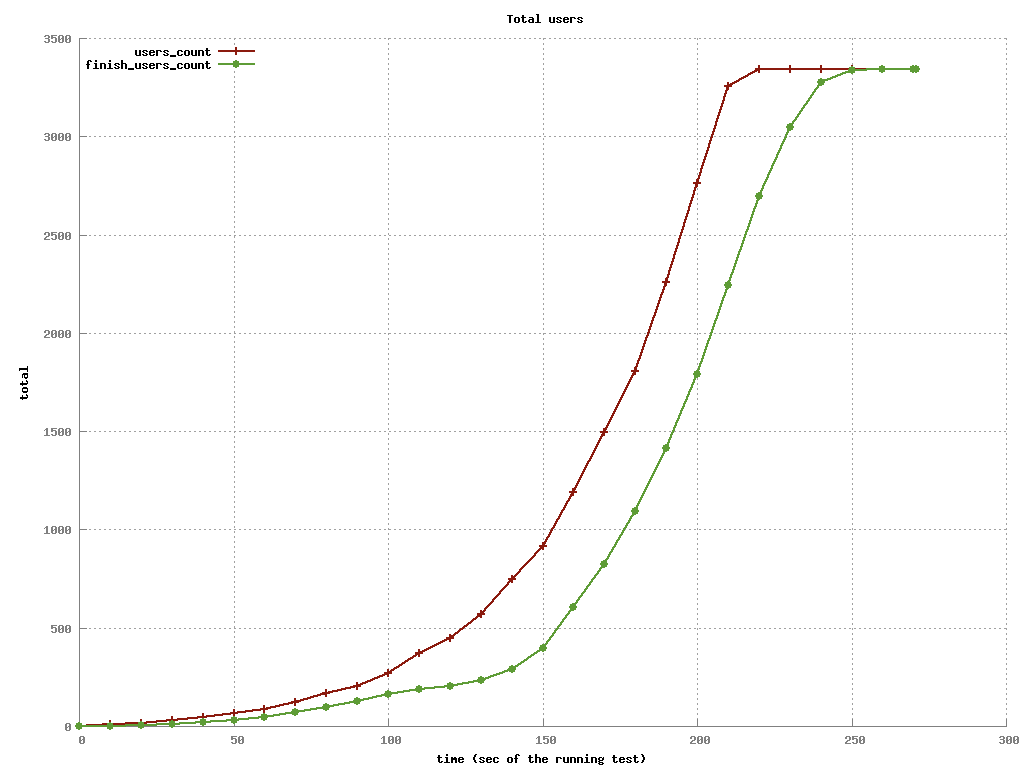 Total users
users_count
finish_users_count
3500
3000
2500
2000
1500
1000
500
0
total
0 50 100 150 200 250 300
time (sec of the running test)